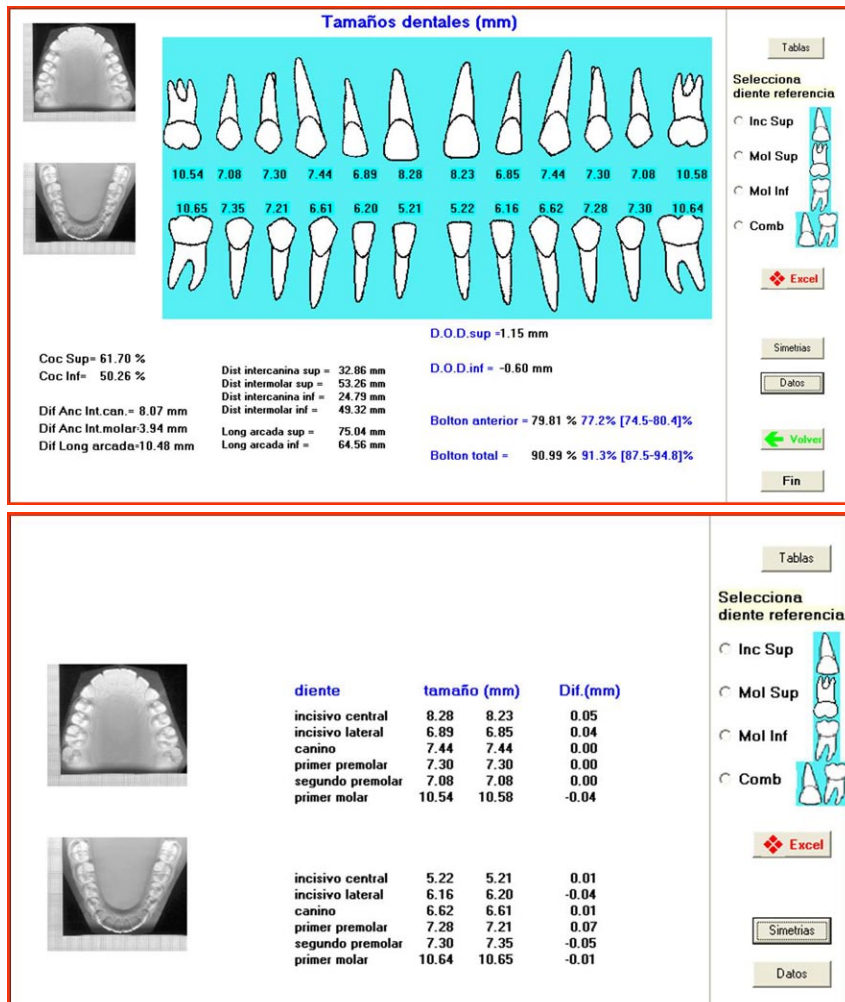 Tamaños dentales (mm)
10.54 7.08 7.30 7.44 6.89 8.28 8.23 6.85 7.44 7.30 7.08 10.58
10.65 7.35 7.21 6.61 6.20 5.21 5.22 6.16 6.62 7.28 7.30 10.64
Coc Sup= 61.70 %
Coc Inf= 50.26 %
Dif Anc Int.can.= 8.07 mm
Dif Anc Int.molar=3.94 mm
Dif Long arcada=10.48 mm
Dist intercanina sup = 32.86 mm
Dist intermolar sup = 53.26 mm
Dist intercanina inf = 24.79 mm
Dist intermolar inf = 49.32 mm
Long arcada sup = 75.04 mm
Long arcada inf = 64.56 mm
D.O.D.sup =1.15 mm
D.O.D.inf = -0.60 mm
Bolton anterior = 79.81 % 77.2% [74.5-80.4]%
Bolton total = 90.99 % 91.3% [87.5-94.8]%
Tablas
Selecciona
diente referencia
Inc Sup
Mol Sup
Mol Inf
Comb
Excel
Simetrias
Datos
Volver
Fin
diente tamaño (mm) Dif.(mm)
incisivo central 8.28 8.23 0.05
incisivo lateral 6.89 6.85 0.04
canino 7.44 7.44 0.00
primer premolar 7.30 7.30 0.00
segundo premolar 7.08 7.08 0.00
primer molar 10.54 10.58 -0.04
incisivo central 5.22 5.21 0.01
incisivo lateral 6.16 6.20 -0.04
canino 6.62 6.61 0.01
primer premolar 7.28 7.21 0.07
segundo premolar 7.30 7.35 -0.05
primer molar 10.64 10.65 -0.01
Tablas
Selecciona
diente referencia
Inc Sup
Mol Sup
Mol Inf
Comb
Excel
Simetrias
Datos